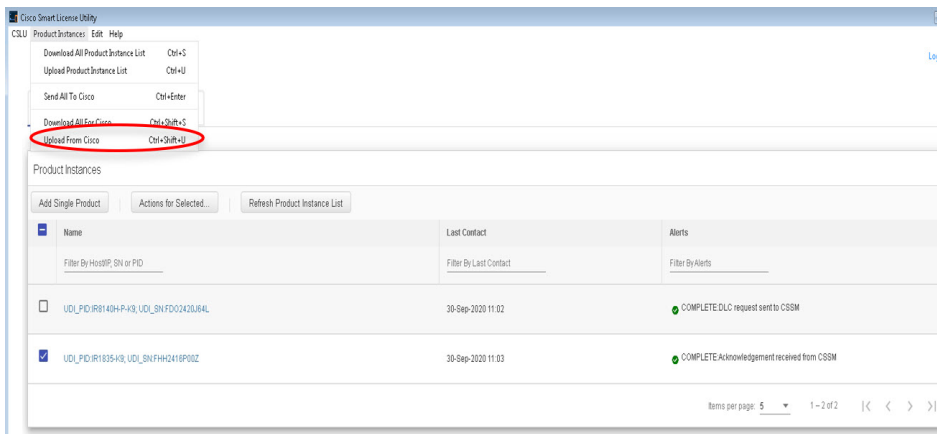 Cisco Smart License Utility
CSLU Product Instances Edit Help
Download All Product Instance List Ctrl+S
Upload Product Instance List Ctrl+U
Send All To Cisco Ctrl+Enter
Download All For Cisco Ctrl+Shift+S
Upload From Cisco Ctrl+Shift+U
Product Instances
Add Single Product Actions for Selected... Refresh Product Instance List
Name Last Contact Alerts
Filter By Host/IP, SN or PID Filter By Last Contact Filter By Alerts
UDI_PID:IR8140H-P-K9; UDI_SN:FDO2420J64L 30-Sep-2020 11:02 COMPLETE:DLC request sent to CSSM
UDI_PID:IR1835-K9; UDI_SN:FHH2416P00Z 30-Sep-2020 11:03 COMPLETE:Acknowledgement received from CSSM
Items per page: 5 1 – 2 of 2